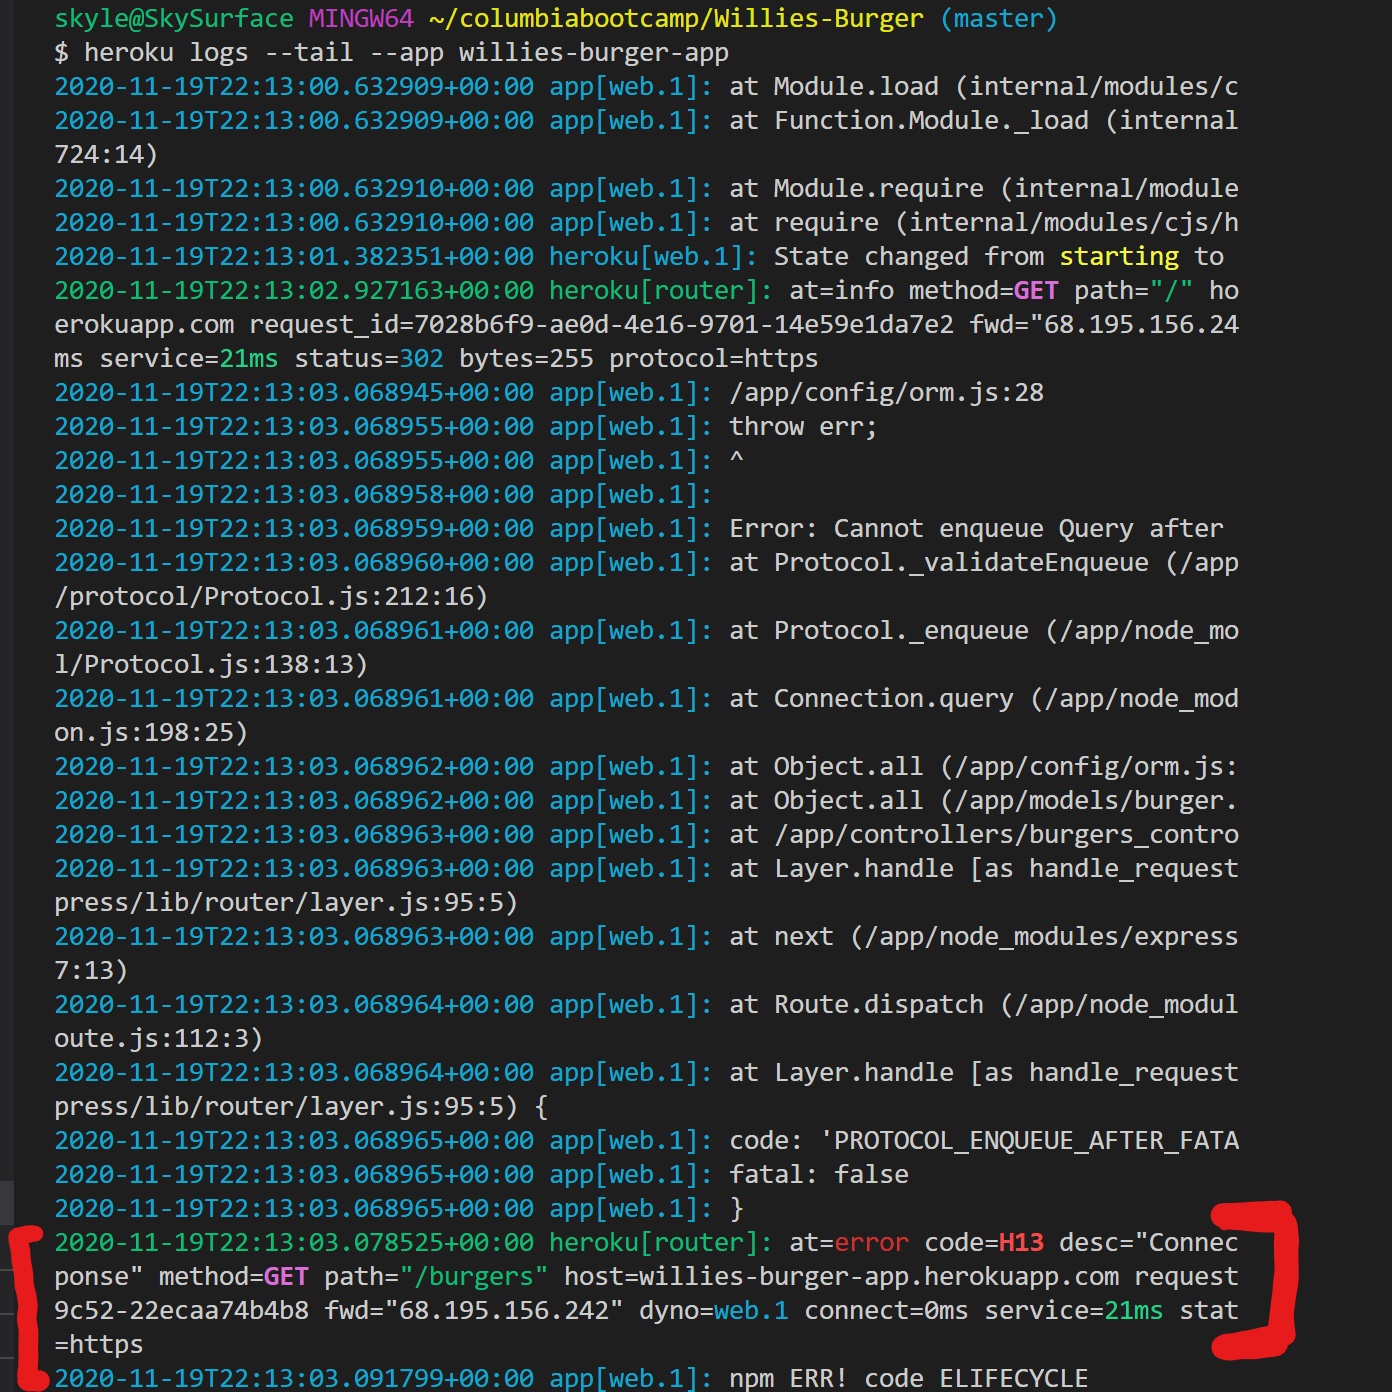 skyle@SkySurface MINGW64 ~/columbiabootcamp/Willies-Burger (master)
$ heroku logs --tail --app willies-burger-app
2020-11-19T22:13:00.632909+00:00 app[web.1]: at Module.load (internal/modules/c
2020-11-19T22:13:00.632909+00:00 app[web.1]: at Function.Module._load (internal
724:14)
2020-11-19T22:13:00.632910+00:00 app[web.1]: at Module.require (internal/module
2020-11-19T22:13:00.632910+00:00 app[web.1]: at require (internal/modules/cjs/h
2020-11-19T22:13:01.382351+00:00 heroku[web.1]: State changed from starting to
2020-11-19T22:13:02.927163+00:00 heroku[router]: at=info method=GET path="/" ho
erokuapp.com request_id=7028b6f9-ae0d-4e16-9701-14e59e1da7e2 fwd="68.195.156.24
ms service=21ms status=302 bytes=255 protocol=https
2020-11-19T22:13:03.068945+00:00 app[web.1]: /app/config/orm.js:28
2020-11-19T22:13:03.068955+00:00 app[web.1]: throw err;
2020-11-19T22:13:03.068955+00:00 app[web.1]: ^
2020-11-19T22:13:03.068958+00:00 app[web.1]:
2020-11-19T22:13:03.068959+00:00 app[web.1]: Error: Cannot enqueue Query after
2020-11-19T22:13:03.068960+00:00 app[web.1]: at Protocol._validateEnqueue (/app
/protocol/Protocol.js:212:16)
2020-11-19T22:13:03.068961+00:00 app[web.1]: at Protocol._enqueue (/app/node_mo
l/Protocol.js:138:13)
2020-11-19T22:13:03.068961+00:00 app[web.1]: at Connection.query (/app/node_mod
on.js:198:25)
2020-11-19T22:13:03.068962+00:00 app[web.1]: at Object.all (/app/config/orm.js:
2020-11-19T22:13:03.068962+00:00 app[web.1]: at Object.all (/app/models/burger.
2020-11-19T22:13:03.068963+00:00 app[web.1]: at /app/controllers/burgers_contro
2020-11-19T22:13:03.068963+00:00 app[web.1]: at Layer.handle [as handle_request
press/lib/router/layer.js:95:5)
2020-11-19T22:13:03.068963+00:00 app[web.1]: at next (/app/node_modules/express
7:13)
2020-11-19T22:13:03.068964+00:00 app[web.1]: at Route.dispatch (/app/node_modul
oute.js:112:3)
2020-11-19T22:13:03.068964+00:00 app[web.1]: at Layer.handle [as handle_request
press/lib/router/layer.js:95:5) {
2020-11-19T22:13:03.068965+00:00 app[web.1]: code: 'PROTOCOL_ENQUEUE_AFTER_FATA
2020-11-19T22:13:03.068965+00:00 app[web.1]: fatal: false
2020-11-19T22:13:03.068965+00:00 app[web.1]: }
2020-11-19T22:13:03.078525+00:00 heroku[router]: at=error code=H13 desc="Connec
ponse" method=GET path="/burgers" host=willies-burger-app.herokuapp.com request
9c52-22ecaa74b4b8 fwd="68.195.156.242" dyno=web.1 connect=0ms service=21ms stat
=https
2020-11-19T22:13:03.091799+00:00 app[web.1]: npm ERR! code ELIFECYCLE